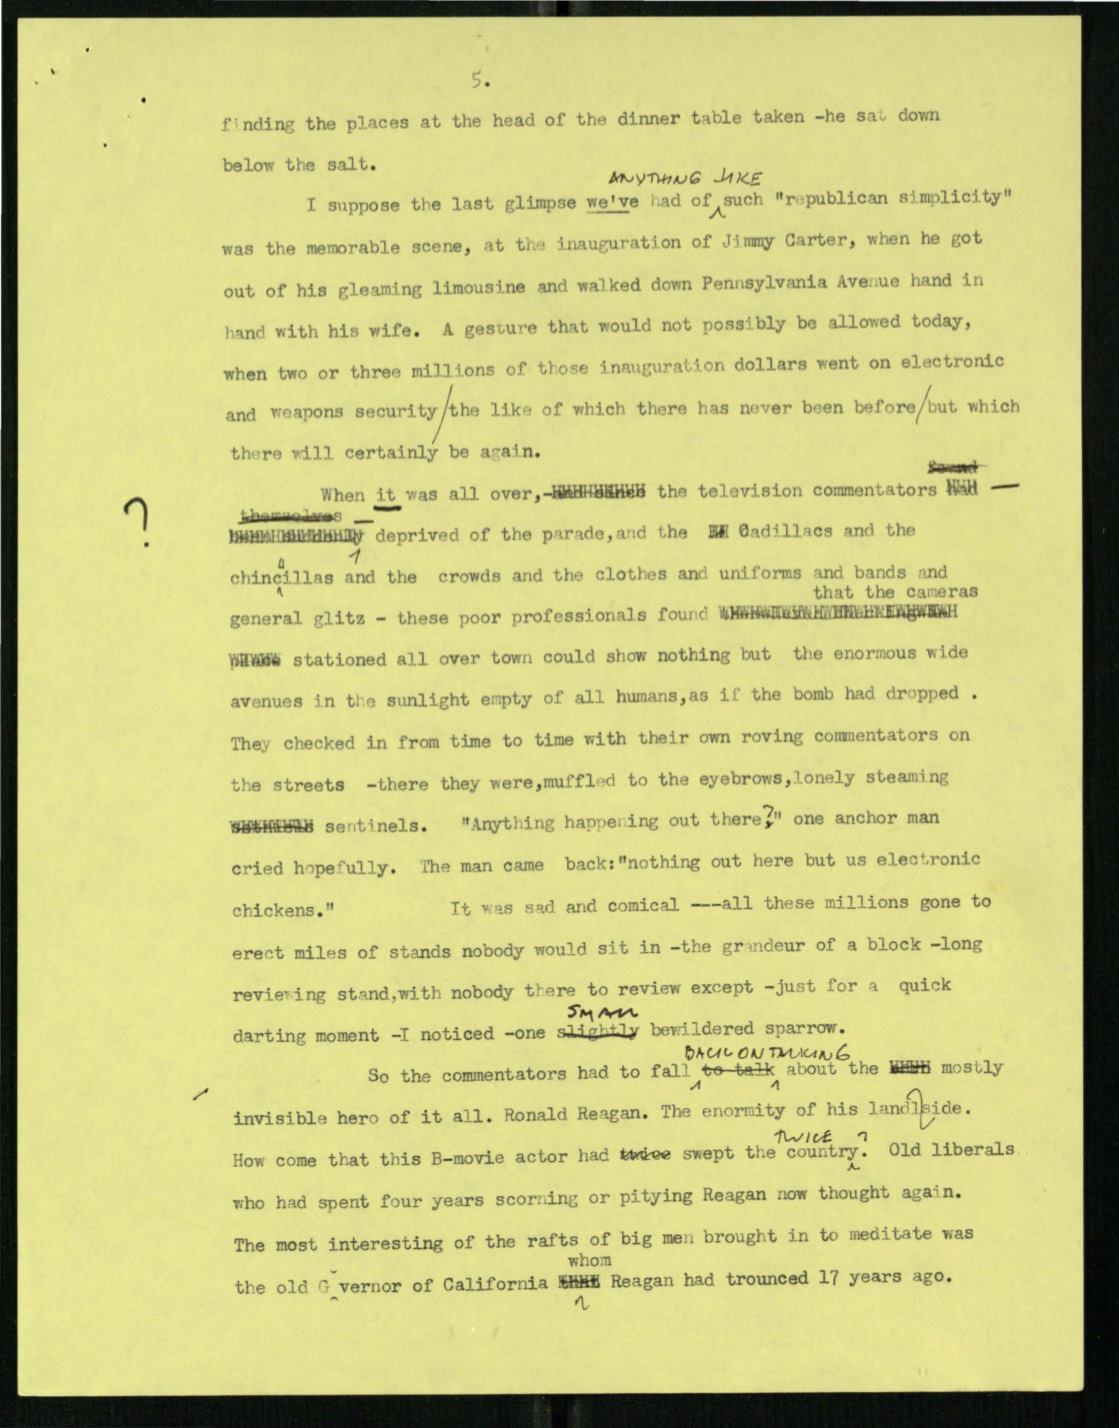 5.
finding the places at the head of the dinner table taken -he sat down
below the salt.
ANYTHING LIKE
I suppose the last glimpse we've had of such "republican simplicity"
was the memorable scene, at the inauguration of Jimmy Carter, when he got
out of his gleaming limousine and walked down Pennsylvania Avenue hand in
hand with his wife. A gesture that would not possibly be allowed today,
when two or three millions of those inauguration dollars went on electronic
and weapons security/the like of which there has never been before/but which
there will certainly be again.
found
When it was all over,- the television commentators had —
themselves —
? suddenly deprived of the parade,and the Cadillacs and the
chincillas and the crowds and the clothes and uniforms and bands and
that the cameras
general glitz - these poor professionals found
stationed all over town could show nothing but the enormous wide
avenues in the sunlight empty of all humans,as if the bomb had dropped .
They checked in from time to time with their own roving commentators on
the streets -there they were,muffled to the eyebrows,lonely steaming
sentinels. "Anything happening out there?" one anchor man
cried hopefully. The man came back:"nothing out here but us electronic
chickens." It was sad and comical ---all these millions gone to
erect miles of stands nobody would sit in -the grandeur of a block -long
reviewing stand,with nobody there to review except -just for a quick
SMALL
darting moment -I noticed -one slightly bewildered sparrow.
BACK ON TALKING
So the commentators had to fall to talk about the mostly
invisible hero of it all. Ronald Reagan. The enormity of his landlside.
TWICE ?
How come that this B-movie actor had twice swept the country. Old liberals
who had spent four years scorning or pitying Reagan now thought again.
The most interesting of the rafts of big men brought in to meditate was
whom
the old G vernor of California that Reagan had trounced 17 years ago.